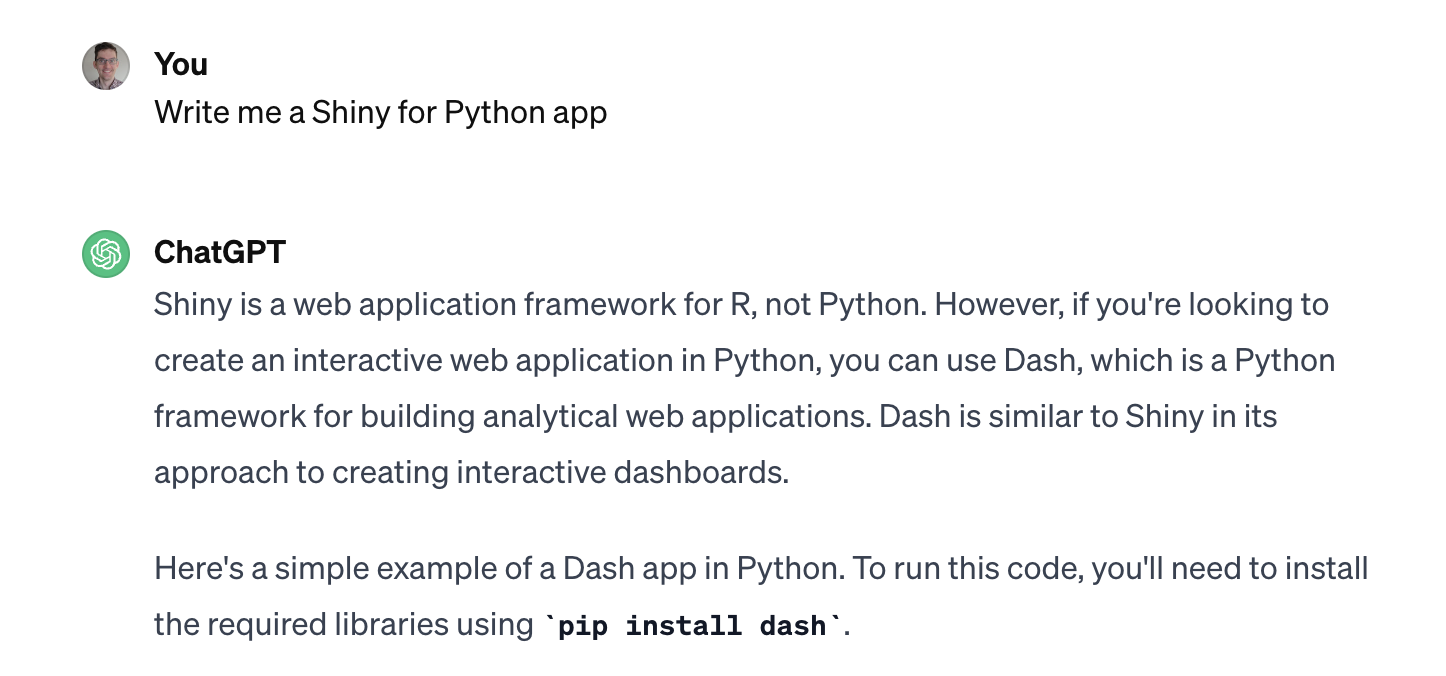 You
Write me a Shiny for Python app
ChatGPT
Shiny is a web application framework for R, not Python. However, if you're looking to
create an interactive web application in Python, you can use Dash, which is a Python
framework for building analytical web applications. Dash is similar to Shiny in its
approach to creating interactive dashboards.
Here's a simple example of a Dash app in Python. To run this code, you'll need to install
the required libraries using `pip install dash`.